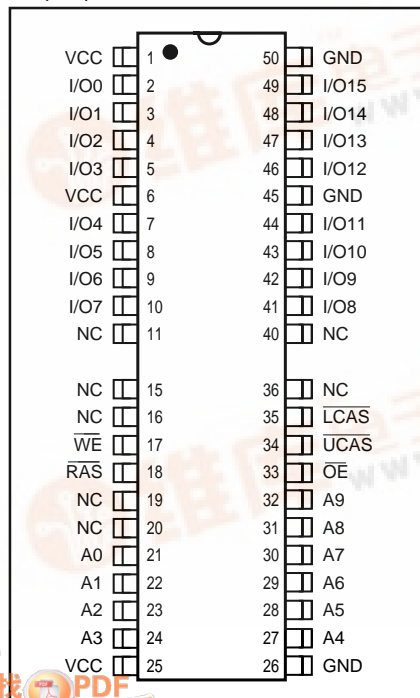 VCC 1 50 GND
I/O0 2 49 I/O15
I/O1 3 48 I/O14
I/O2 4 47 I/O13
I/O3 5 46 I/O12
VCC 6 45 GND
I/O4 7 44 I/O11
I/O5 8 43 I/O10
I/O6 9 42 I/O9
I/O7 10 41 I/O8
NC 11 40 NC
NC 15 36 NC
NC 16 35 LCAS
WE 17 34 UCAS
RAS 18 33 OE
NC 19 32 A9
NC 20 31 A8
A0 21 30 A7
A1 22 29 A6
A2 23 28 A5
A3 24 27 A4
VCC 25 26 GND
找 PDF